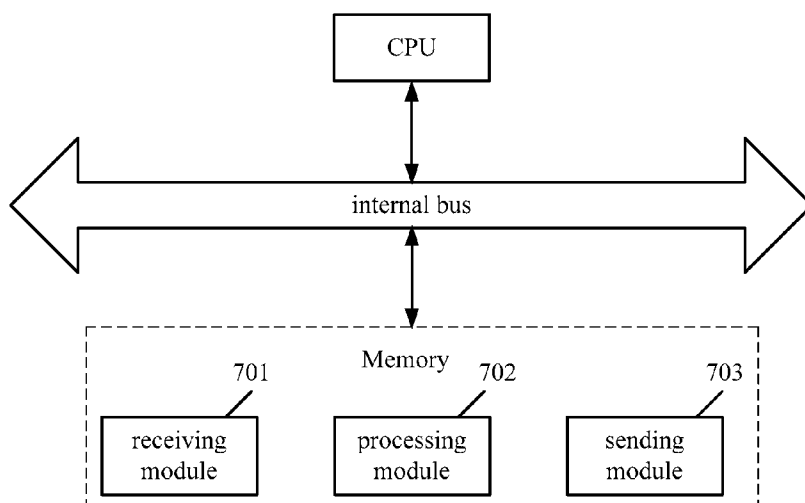 CPU
internal bus
Memory
701
702
703
receiving
module
processing
module
sending
module